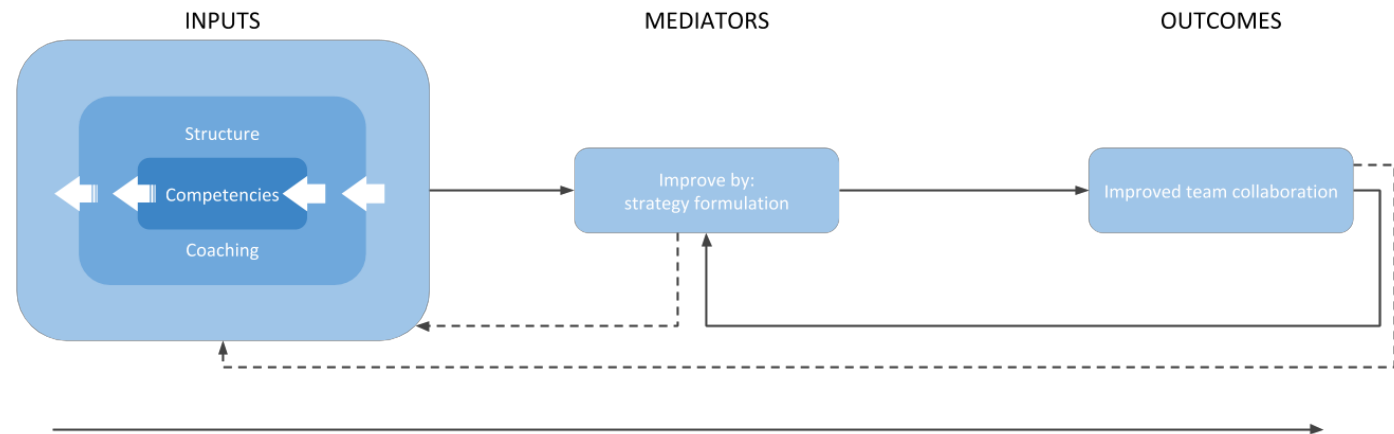 INPUTS
MEDIATORS
OUTCOMES
Structure
Competencies
Coaching
Improve by:
strategy formulation
Improved team collaboration